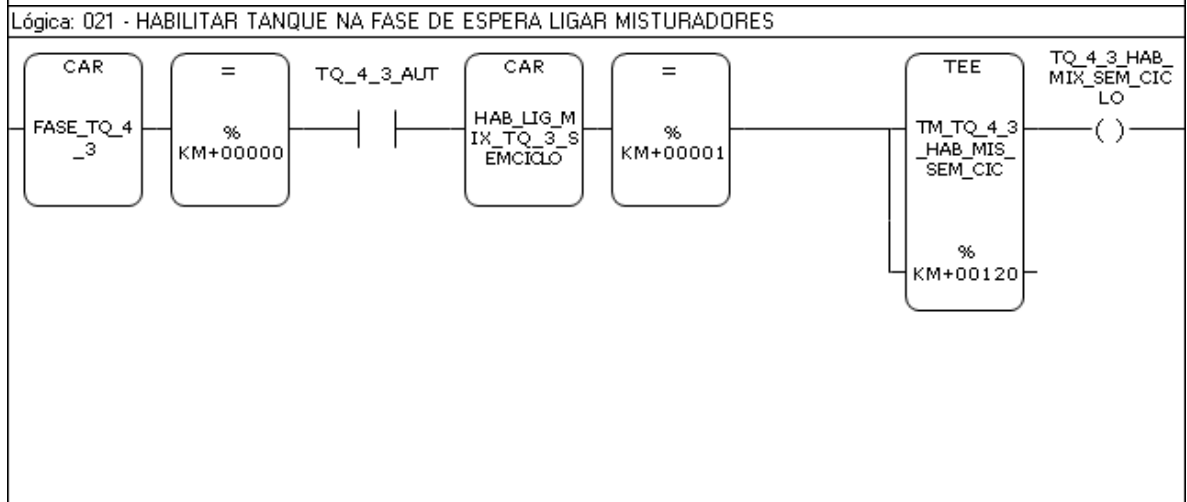 Lógica: 021 - HABILITAR TANQUE NA FASE DE ESPERA LIGAR MISTURADORES
CAR
FASE_TQ_4
_3
=
%
KM+00000
TQ_4_3_AUT
CAR
HAB_LIG_M
IX_TQ_3_S
EMCICLO
=
%
KM+00001
TEE
TM_TQ_4_3
_HAB_MIS_
SEM_CIC
%
KM+00120
TQ_4_3_HAB_
MIX_SEM_CIC
LO
( )